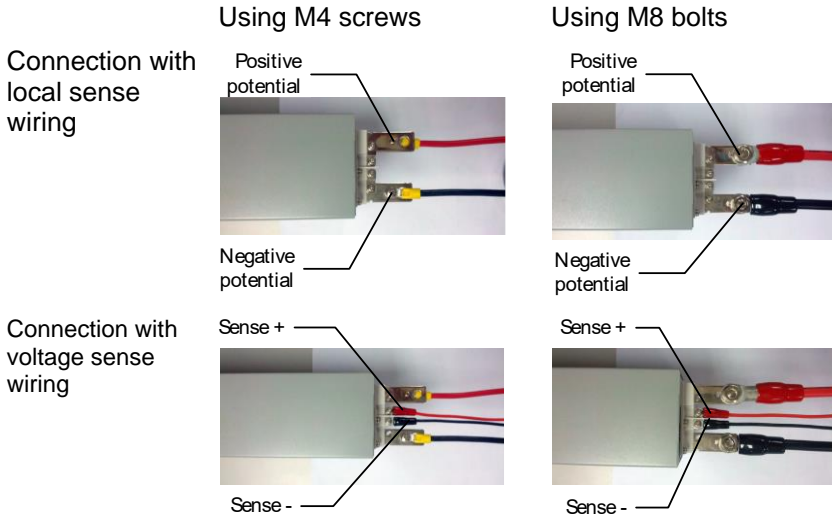 Using M4 screws
Using M8 bolts
Connection with
local sense
wiring
Positive
potential
Positive
potential
Negative
potential
Negative
potential
Connection with
voltage sense
wiring
Sense +
Sense +
Sense -
Sense -